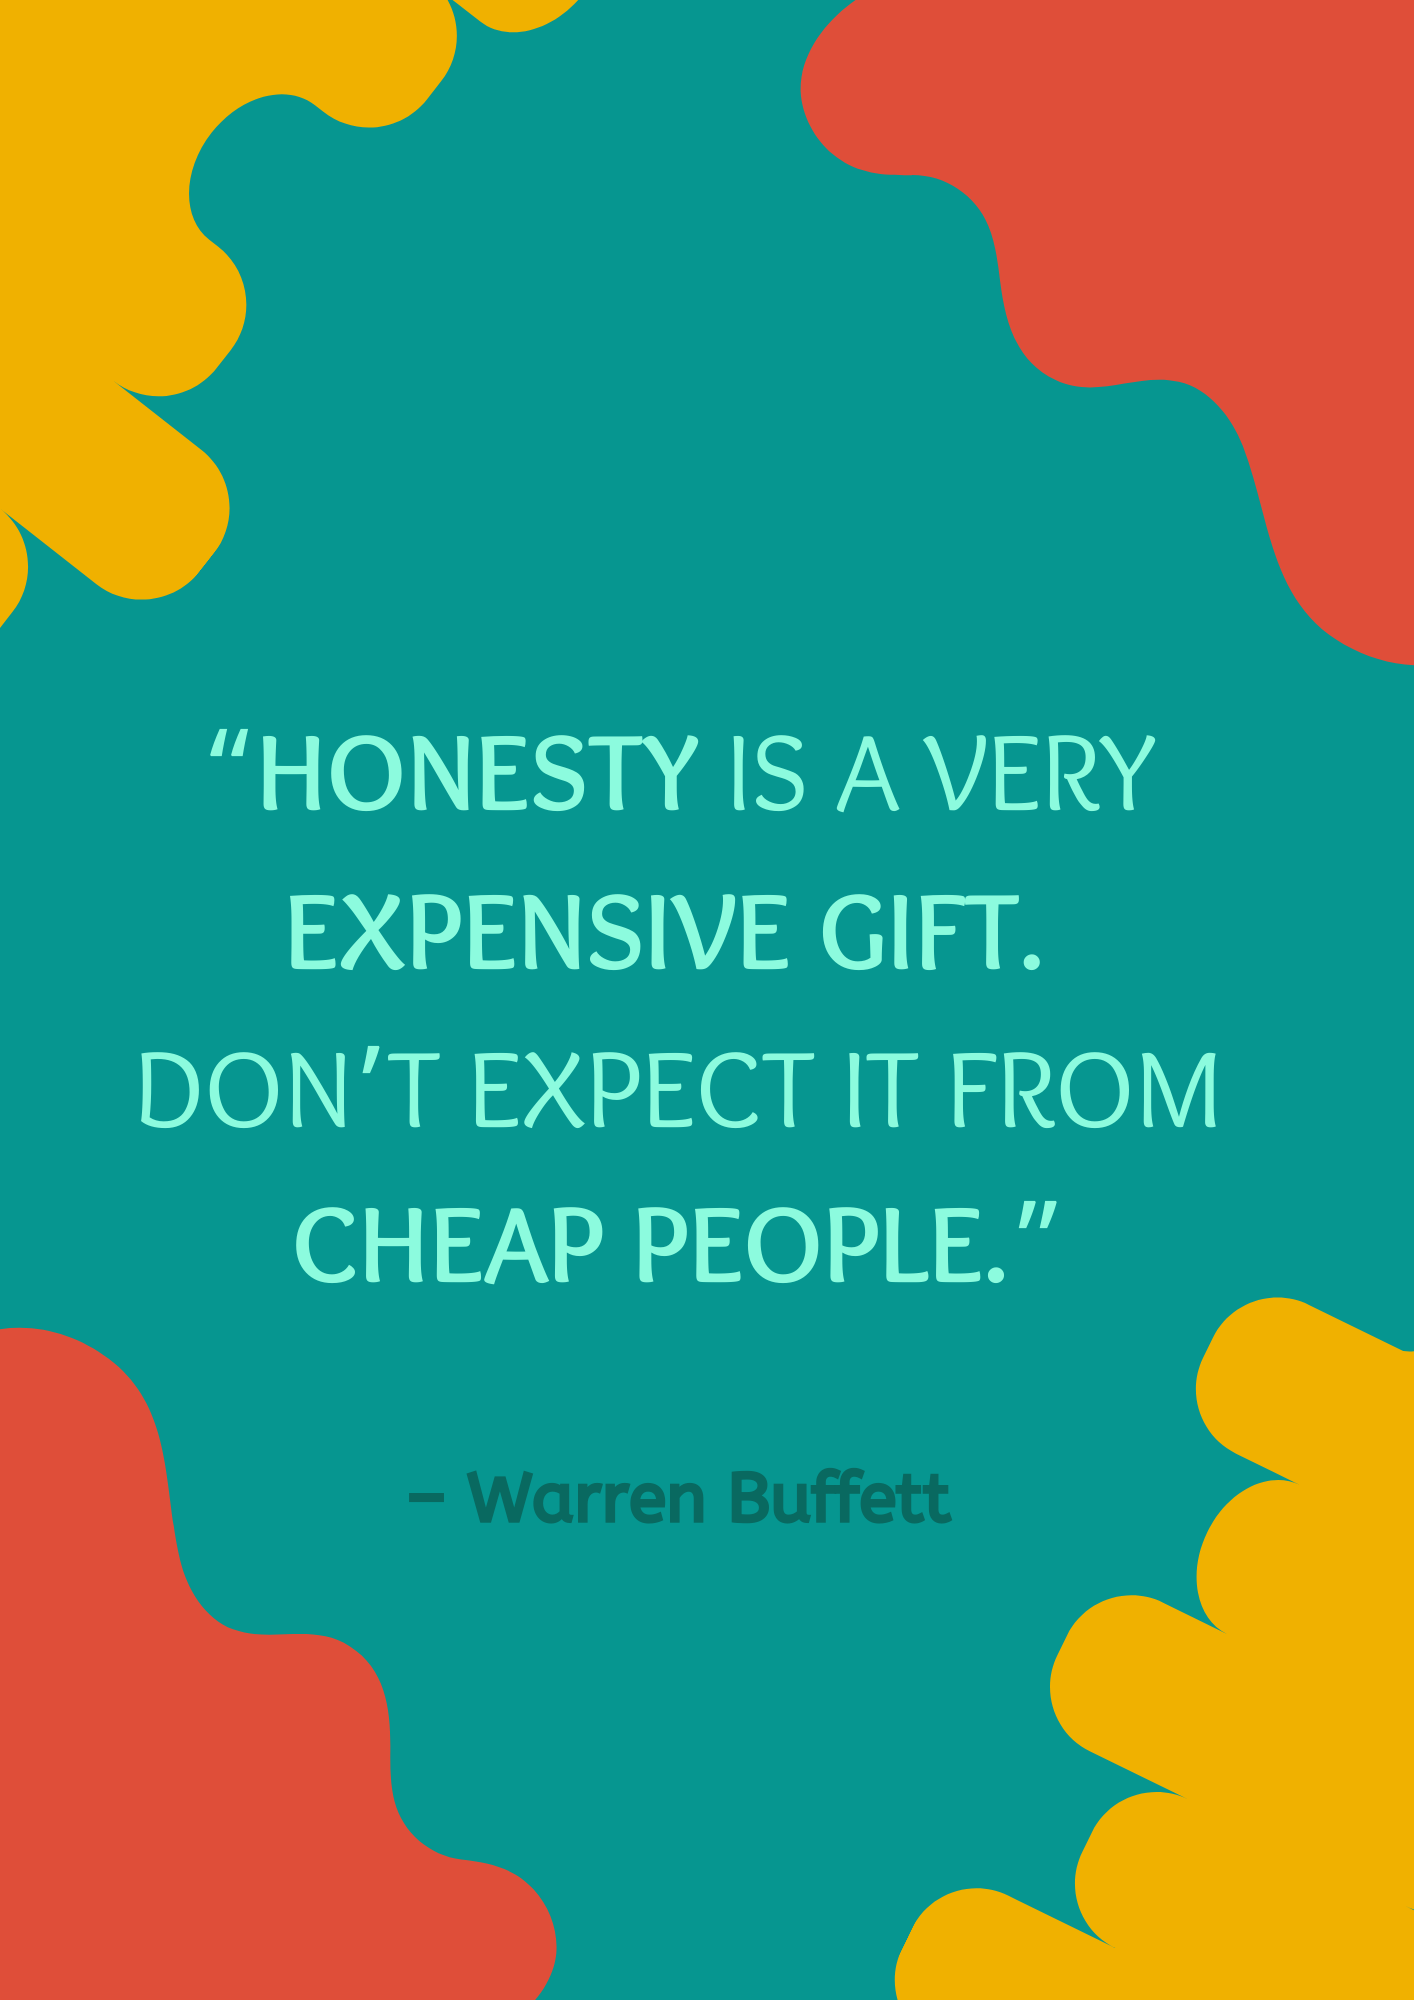 “HONESTY IS A VERY
EXPENSIVE GIFT.
DON’T EXPECT IT FROM
CHEAP PEOPLE.”
– Warren Buffett